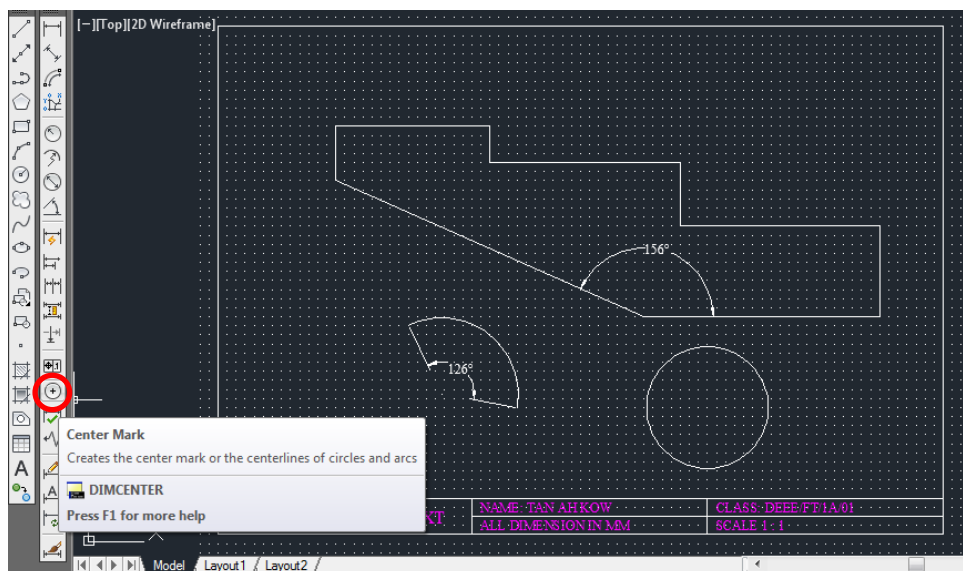 [−][Top][2D Wireframe]
156°
126°
Center Mark
Creates the center mark or the centerlines of circles and arcs
DIMCENTER
Press F1 for more help
NAME: TAN AH KOW
CLASS: DEEE/FT/1A/01
XT
ALL DIMENSION IN MM
SCALE 1 : 1
A
Model
Layout1
Layout2